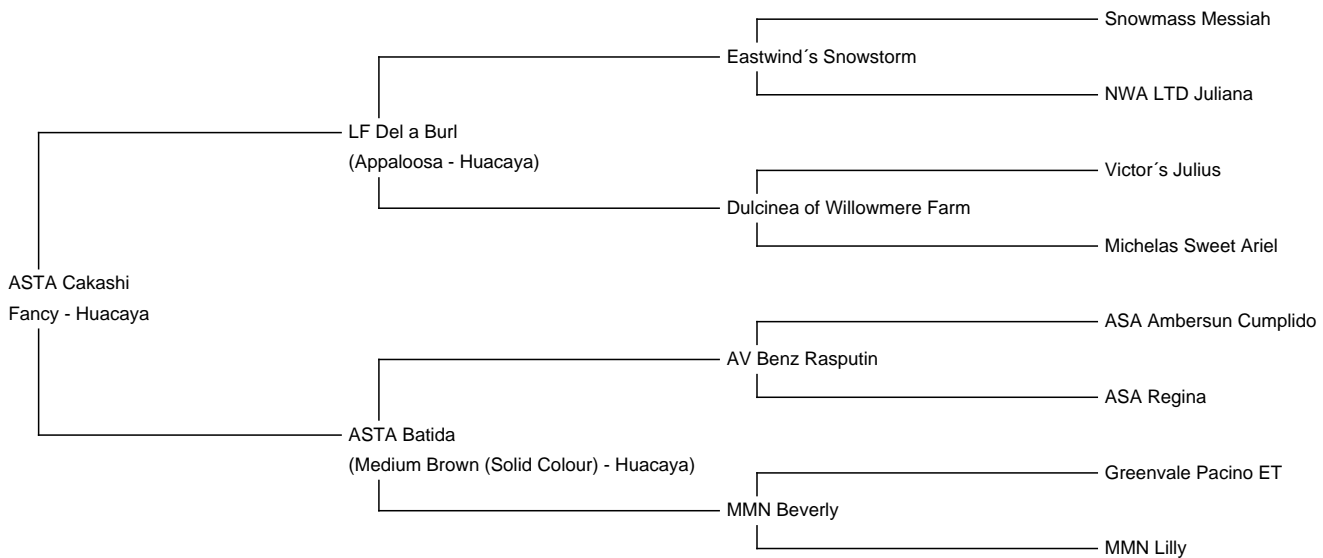 Snowmass Messiah
Eastwind´s Snowstorm
NWA LTD Juliana
LF Del a Burl
(Appaloosa - Huacaya)
Victor´s Julius
Dulcinea of Willowmere Farm
Michelas Sweet Ariel
ASTA Cakashi
Fancy - Huacaya
ASA Ambersun Cumplido
AV Benz Rasputin
ASA Regina
ASTA Batida
(Medium Brown (Solid Colour) - Huacaya)
Greenvale Pacino ET
MMN Beverly
MMN Lilly